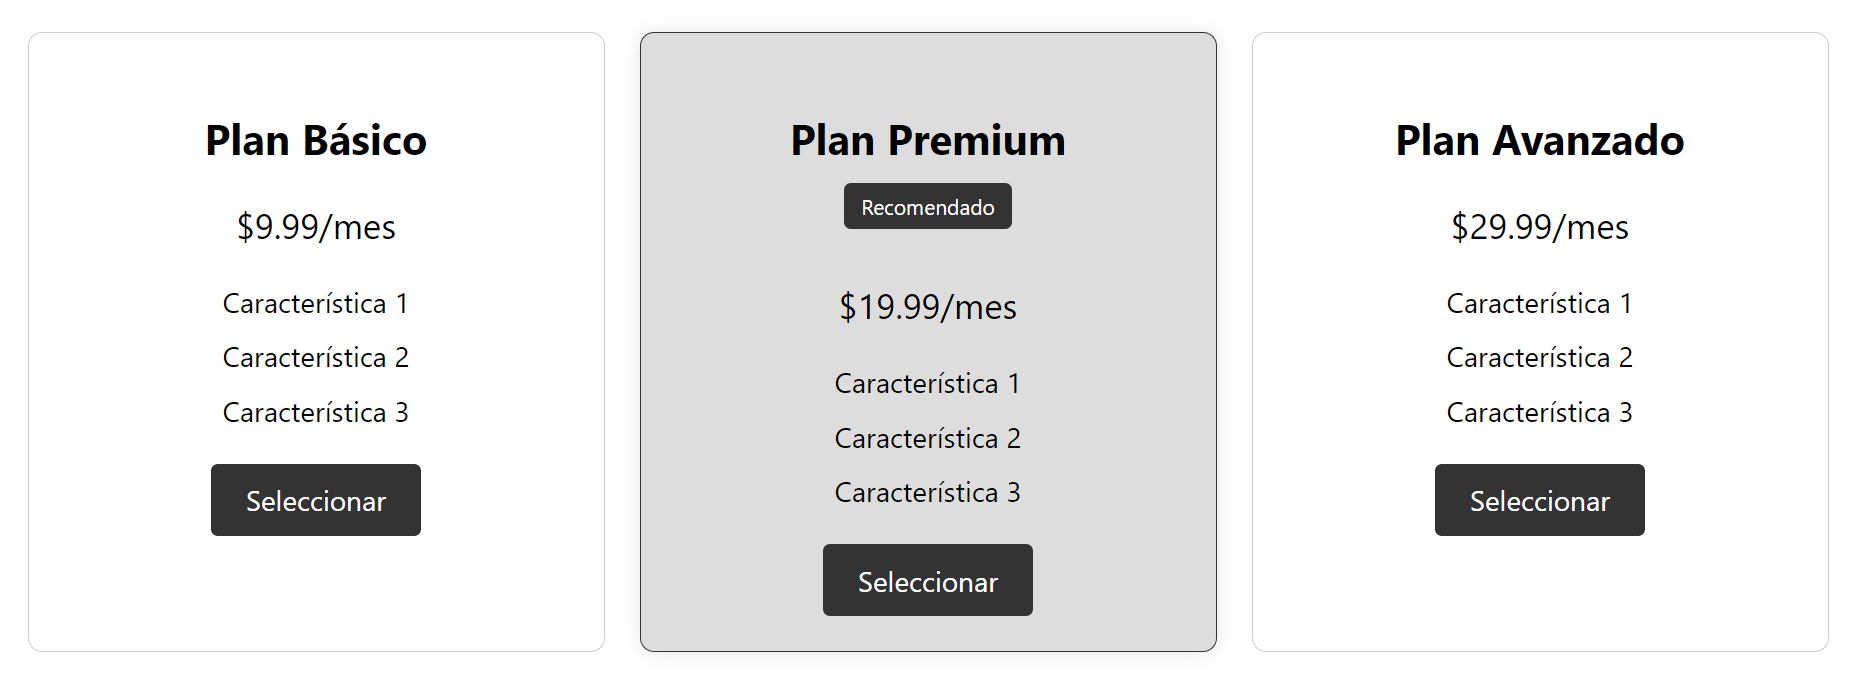 Plan Básico
$9.99/mes
Característica 1
Característica 2
Característica 3
Seleccionar
Plan Premium
Recomendado
$19.99/mes
Característica 1
Característica 2
Característica 3
Seleccionar
Plan Avanzado
$29.99/mes
Característica 1
Característica 2
Característica 3
Seleccionar